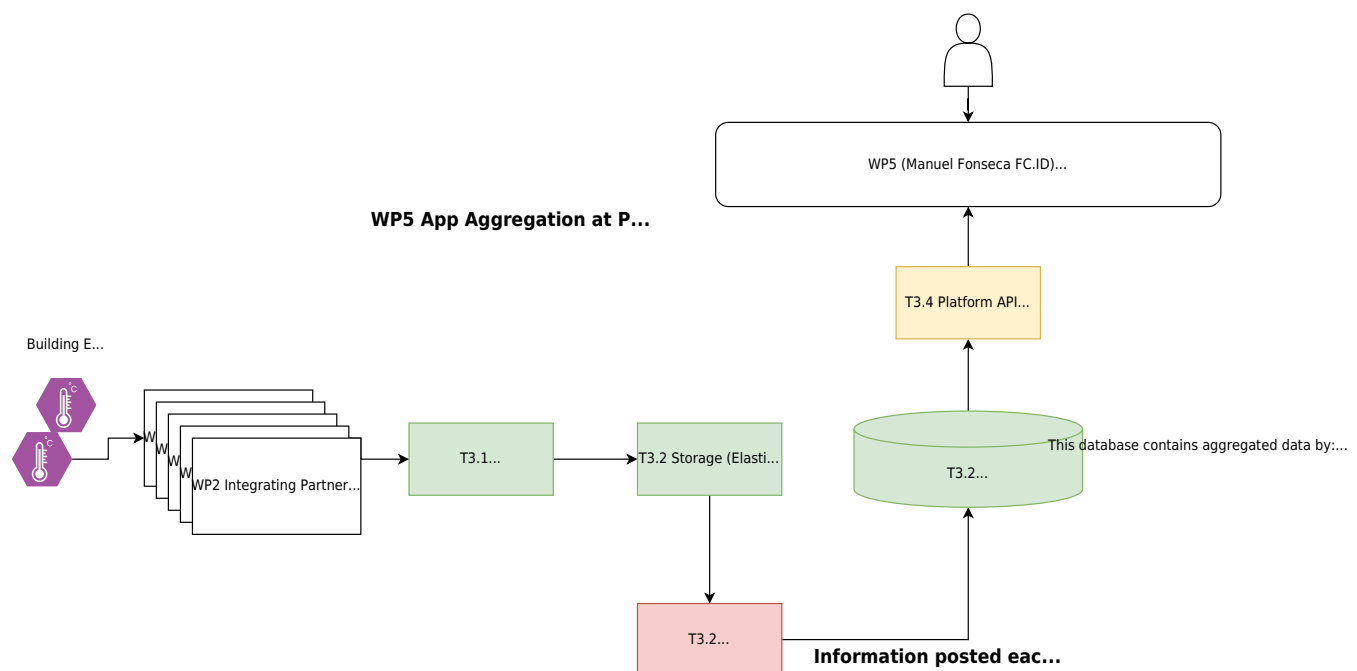 WP5 (Manuel Fonseca FC.ID)...
WP5 App Aggregation at P...
T3.4 Platform API...
Building E...
°C
°C
W
W
W
W
WP2 Integrating Partner...
T3.1...
T3.2 Storage (Elasti...
This database contains aggregated data by:...
T3.2...
T3.2...
Information posted eac...